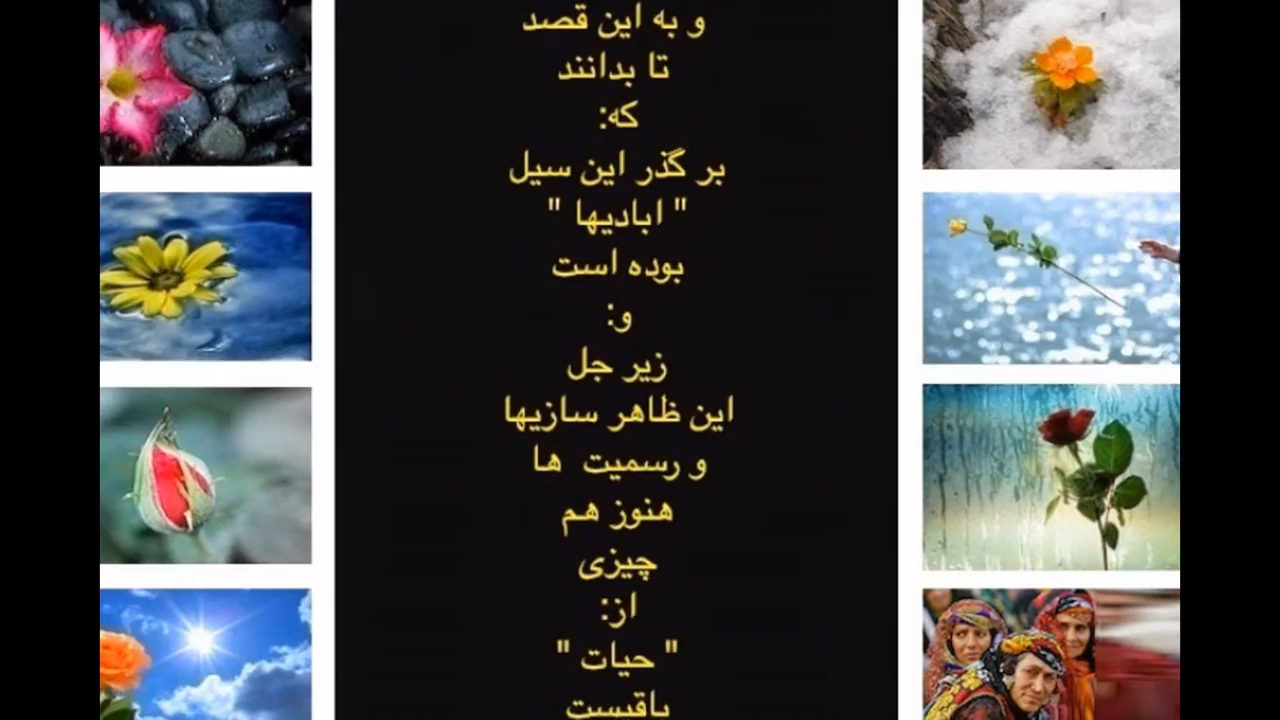 و به این قصد
تا بدانند
که:
بر گذر این سیل
" ابادیها "
بوده است
و:
زیر جل
این ظاهر سازیها
و رسمیت ها
هنوز هم
چیزی
از:
" حیات "
باقیست